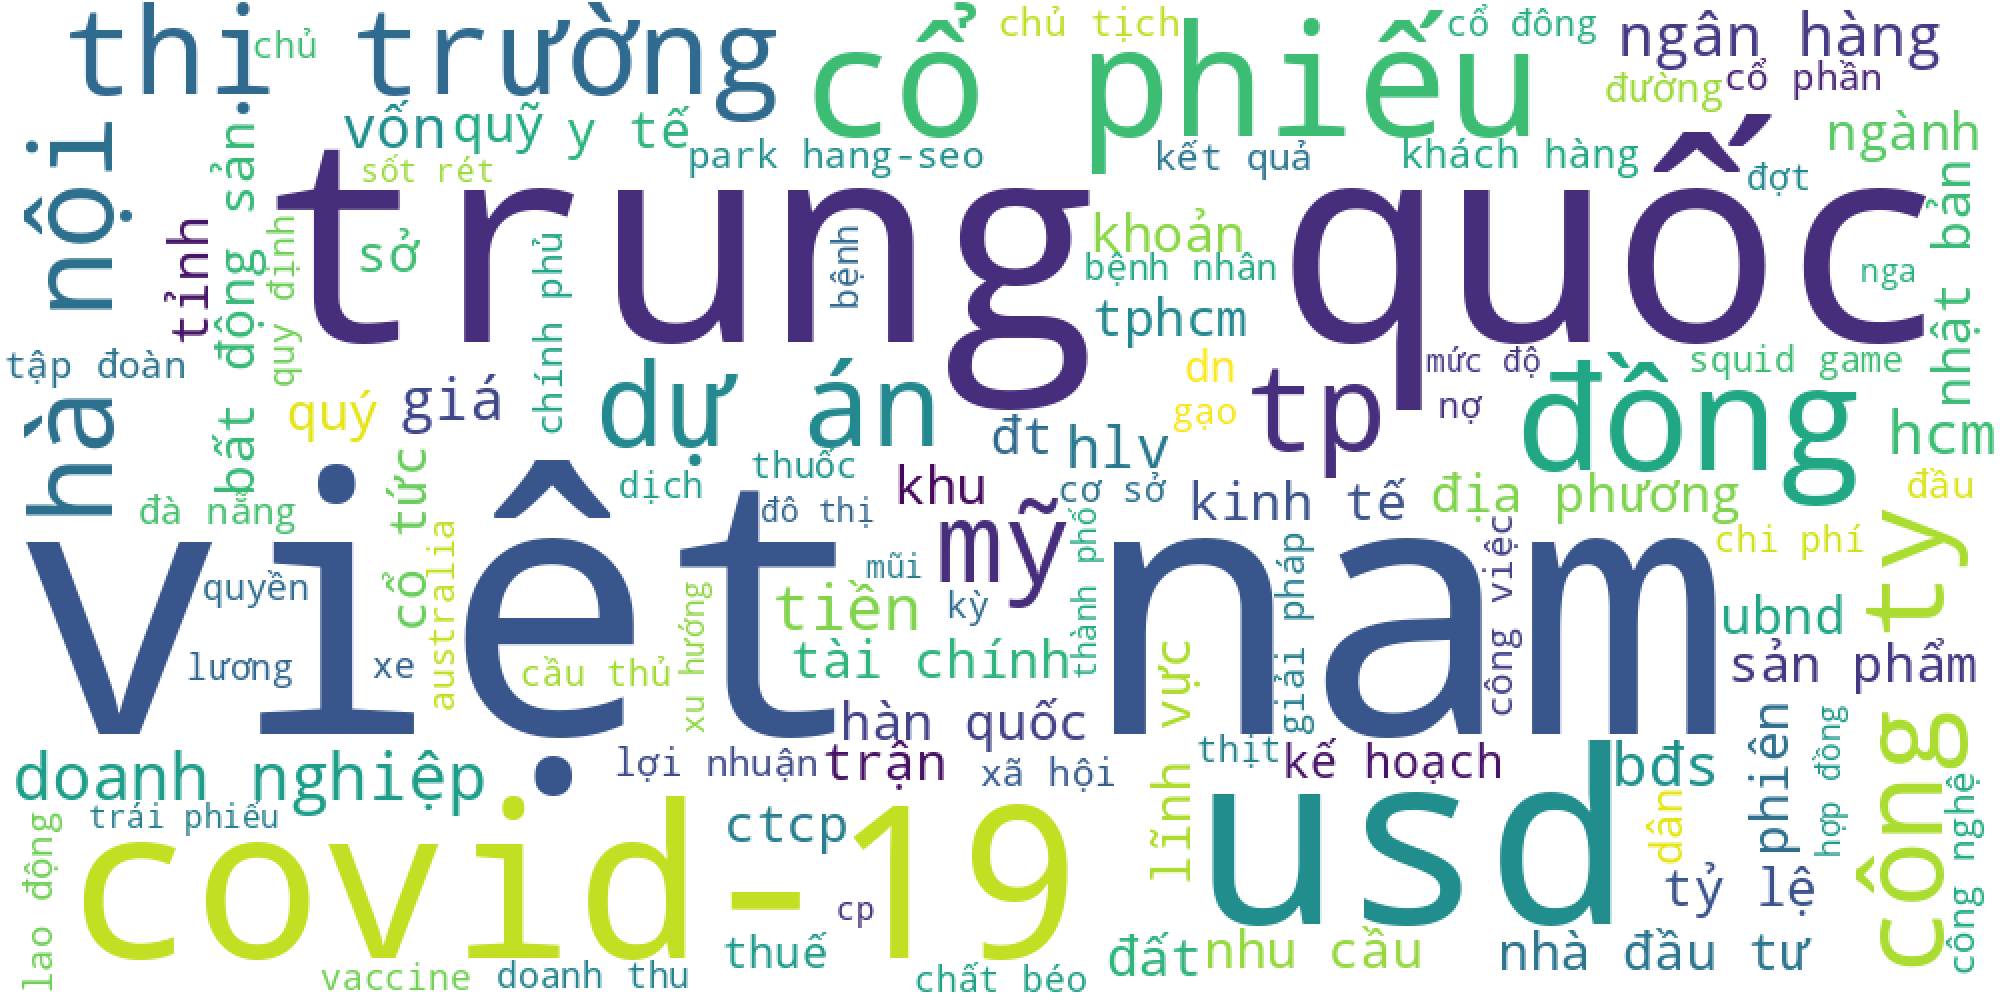 thị trường
chủ
cổ phiếu
chủ tịch
cổ đông
ngân hàng
đường
cổ phần
vốn
quỹ
y tế
park hang-seo
kết quả
khách hàng
ngành
sốt rét
đợt
trung quốc
hà nội
tỉnh
bất động sản
quy định
sở
chính phủ
bệnh
khoản
bệnh nhân
tphcm
nga
nhật bản
tập đoàn
quý
giá
dự án
dn
gạo
tp
mức độ
nợ
squid game
đồng
hcm
đt
hlv
cổ tức
dịch
thuốc
khu
cơ sở
kinh tế
địa phương
đầu
đà nẵng
đô thị
mỹ
thành phố
giải pháp
công việc
chi phí
công ty
việt nam
quyền
australia
mũi
kỳ
tiền
ubnd
lương
xe
cầu thủ
xu hướng
tài chính
sản phẩm
lĩnh vực
hàn quốc
doanh nghiệp
lợi nhuận
trận
xã hội
thịt
kế hoạch
bđs
phiên
hợp đồng
công nghệ
trái phiếu
covid-19
ctcp
usd
dân
tỷ lệ
lao động
cp
thuế
đất
nhu cầu
nhà đầu tư
vaccine
doanh thu
chất béo